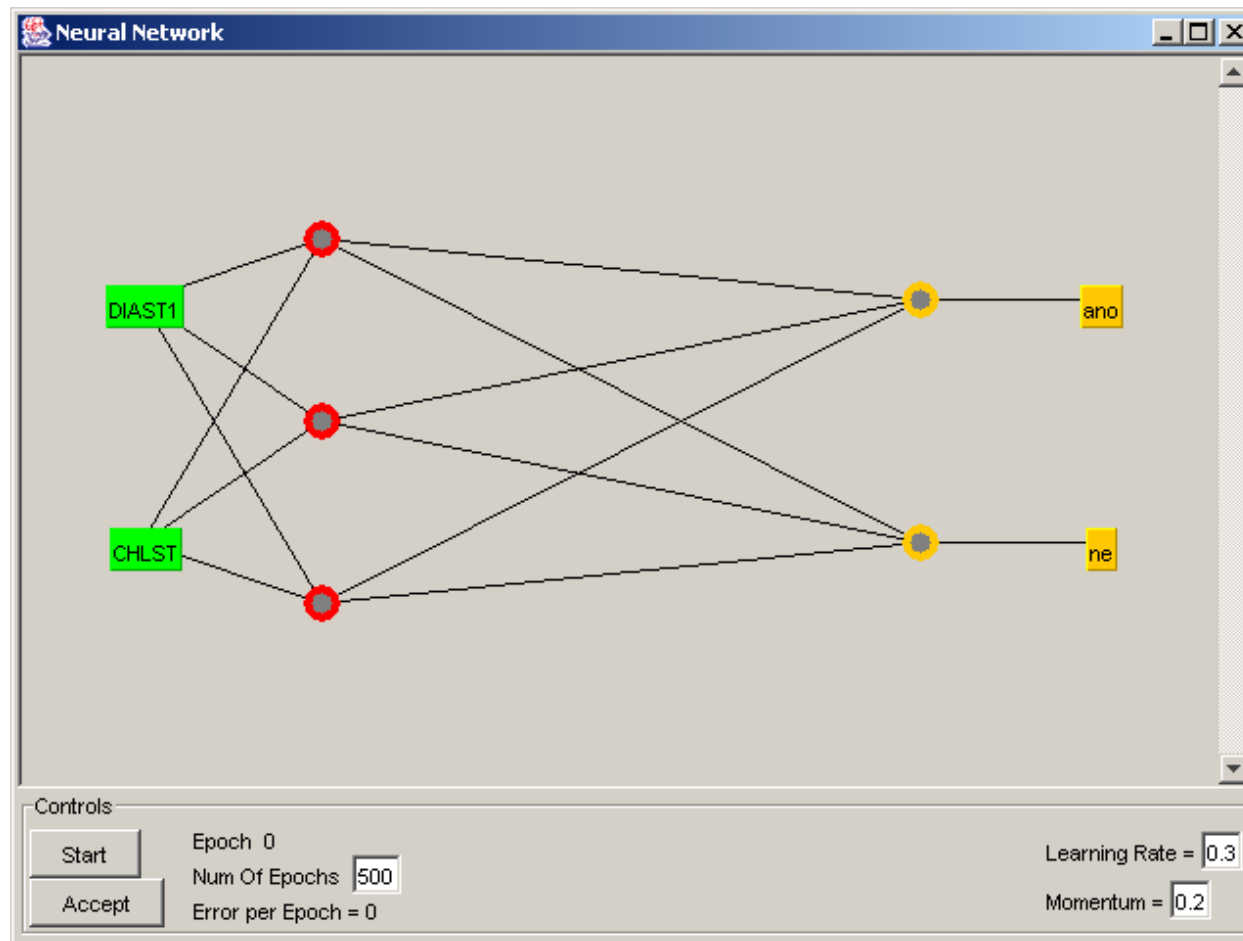 Neural Network
DIAST1
ano
CHLST
ne
Controls
Start
Epoch 0
Num Of Epochs 500
Accept
Error per Epoch = 0
Learning Rate = 0.3
Momentum = 0.2